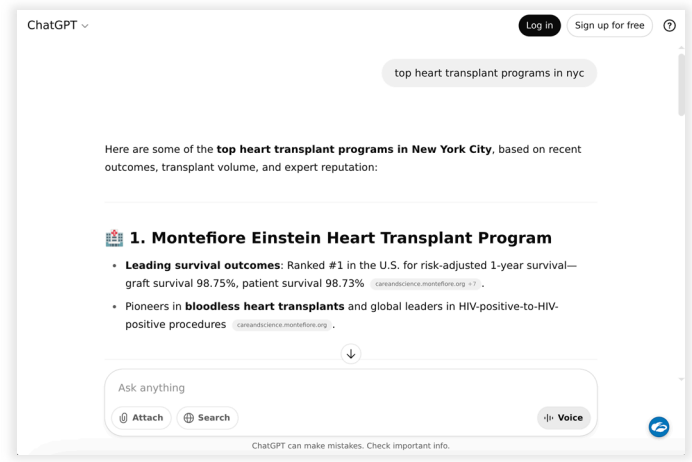 ChatGPT
Log in
Sign up for free
top heart transplant programs in nyc
Here are some of the top heart transplant programs in New York City, based on recent
outcomes, transplant volume, and expert reputation:
🏥 1. Montefiore Einstein Heart Transplant Program
• Leading survival outcomes: Ranked #1 in the U.S. for risk-adjusted 1-year survival—
graft survival 98.75%, patient survival 98.73% careandscience.montefiore.org +7 .
• Pioneers in bloodless heart transplants and global leaders in HIV-positive-to-HIV-
positive procedures careandscience.montefiore.org .
Ask anything
Attach
Search
Voice
ChatGPT can make mistakes. Check important info.